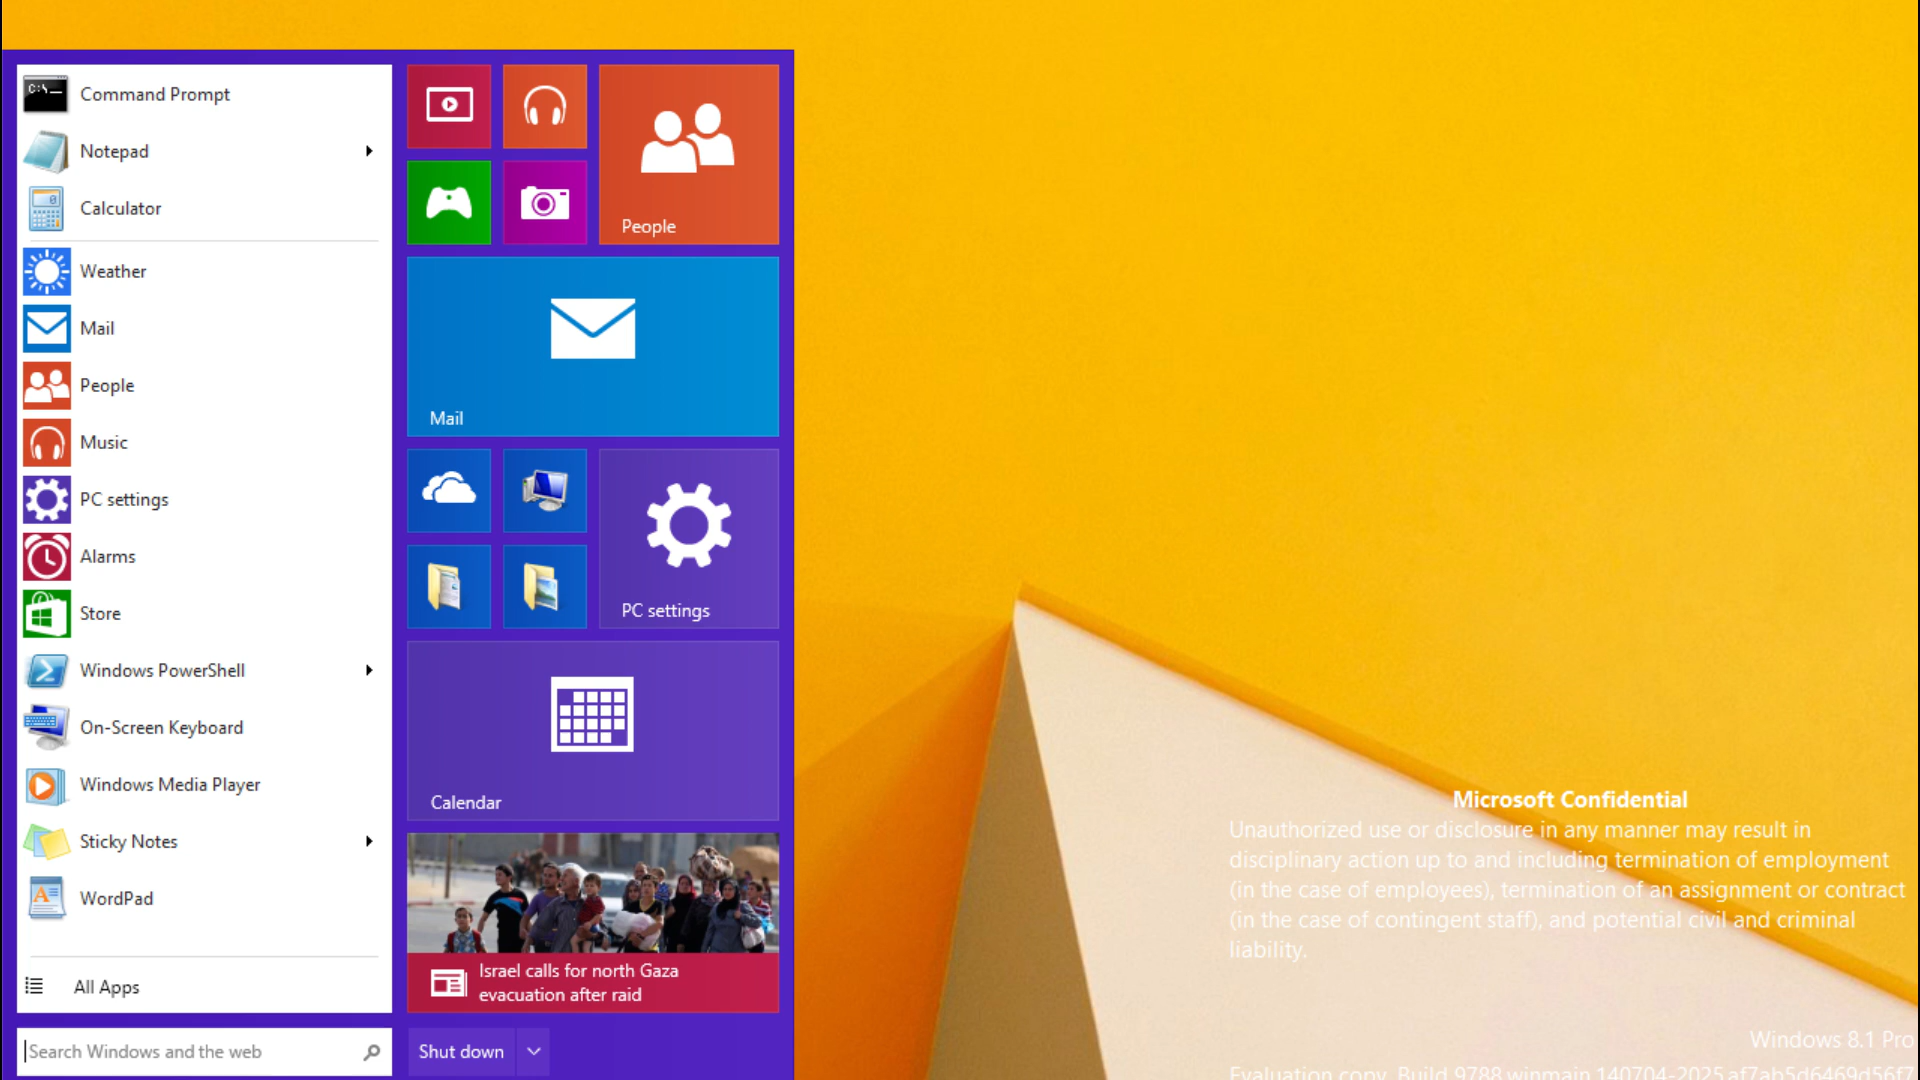 Command Prompt
Notepad
Calculator
Weather
Mail
People
Music
PC settings
Alarms
Store
Windows PowerShell
On-Screen Keyboard
Windows Media Player
Sticky Notes
WordPad
All Apps
Search Windows and the web
People
Mail
PC settings
Calendar
Israel calls for north Gaza
evacuation after raid
Shut down
Microsoft Confidential
Unauthorized use or disclosure in any manner may result in
disciplinary action up to and including termination of employment
(in the case of employees), termination of an assignment or contract
(in the case of contingent staff), and potential civil and criminal
liability.
Windows 8.1 Pro
Evaluation copy. Build 9788.winmain.140704-2025.af7ab5d6469d56f7